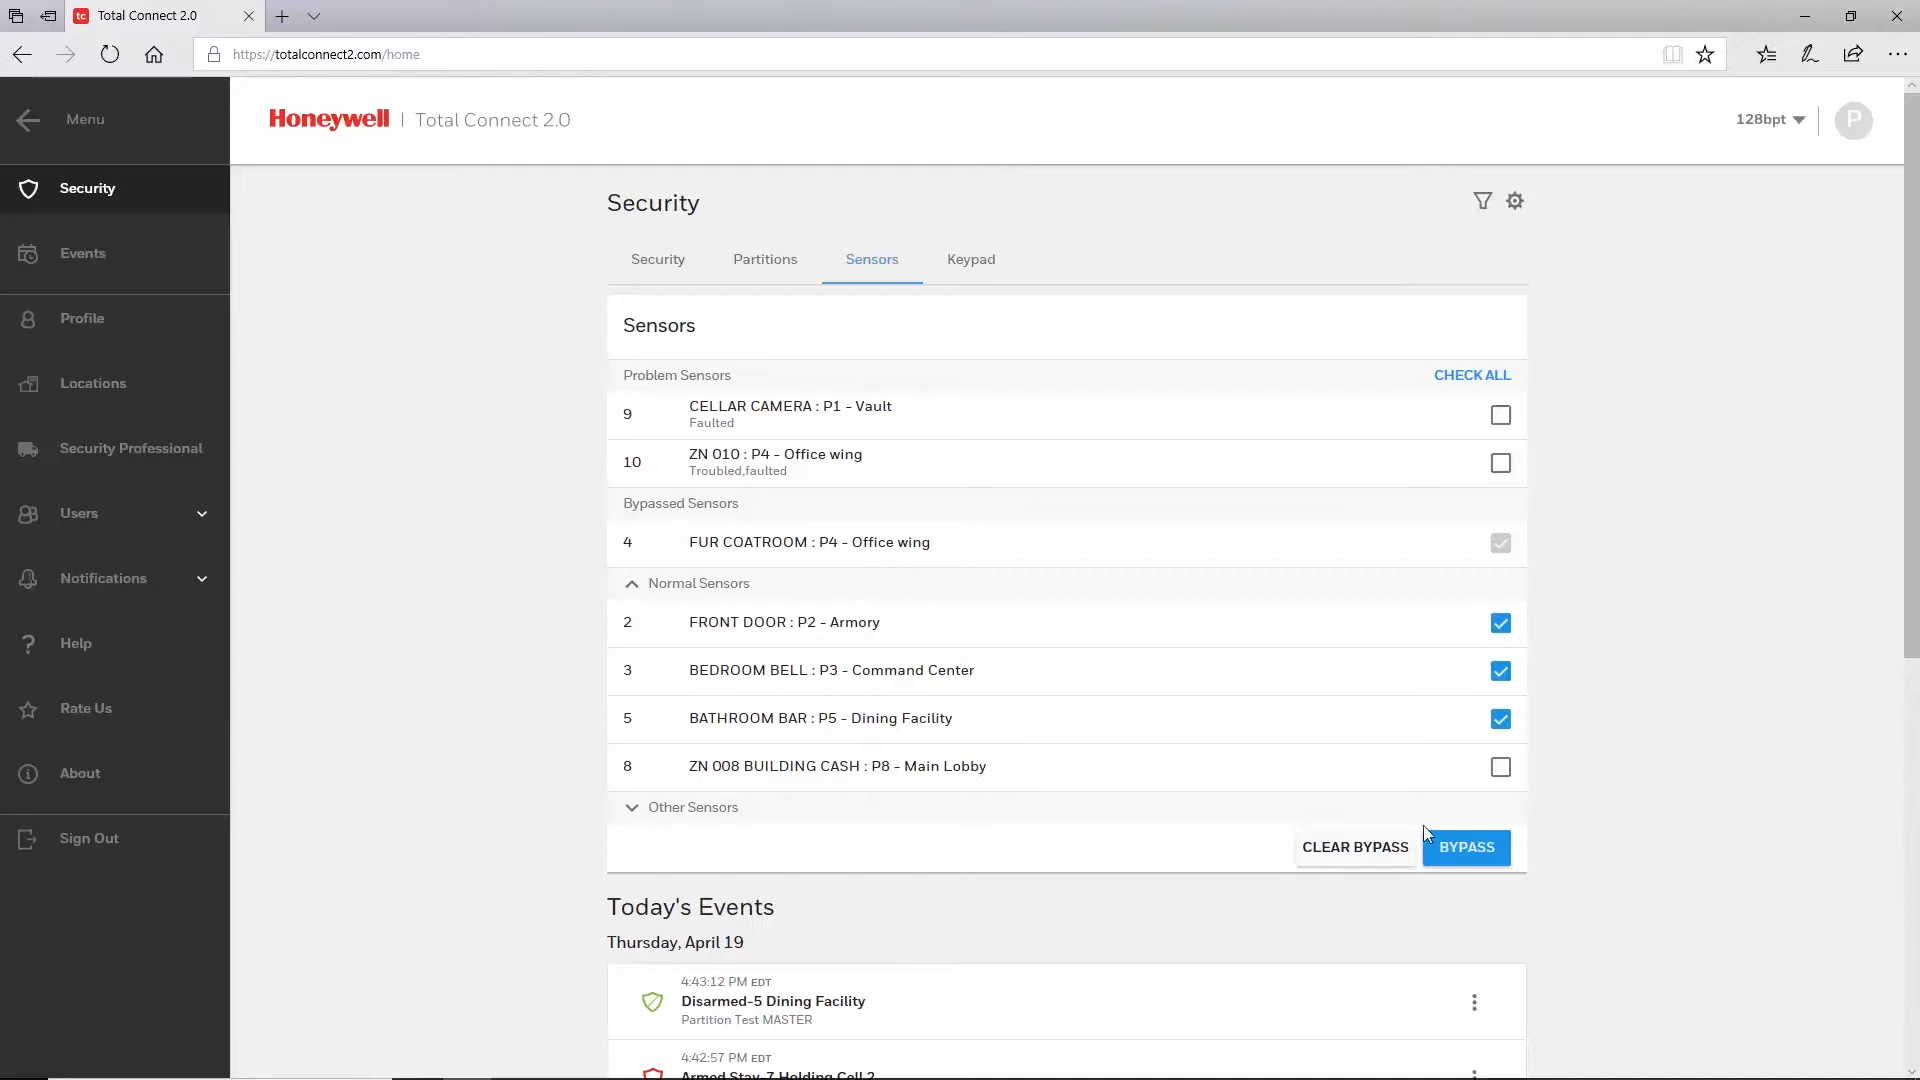 Total Connect 2.0
https://totalconnect2.com/home
Menu
Honeywell | Total Connect 2.0
128bpt
P
Security
Events
Profile
Locations
Security Professional
Users
Notifications
Help
Rate Us
About
Sign Out
Security
Security Partitions Sensors Keypad
Sensors
Problem Sensors CHECK ALL
9 CELLAR CAMERA : P1 - Vault
Faulted
10 ZN 010 : P4 - Office wing
Troubled,faulted
Bypassed Sensors
4 FUR COATROOM : P4 - Office wing
Normal Sensors
2 FRONT DOOR : P2 - Armory
3 BEDROOM BELL : P3 - Command Center
5 BATHROOM BAR : P5 - Dining Facility
8 ZN 008 BUILDING CASH : P8 - Main Lobby
Other Sensors
CLEAR BYPASS BYPASS
Today's Events
Thursday, April 19
4:43:12 PM EDT
Disarmed-5 Dining Facility
Partition Test MASTER
4:42:57 PM EDT
Armed Stay-7 Holding Cell 2